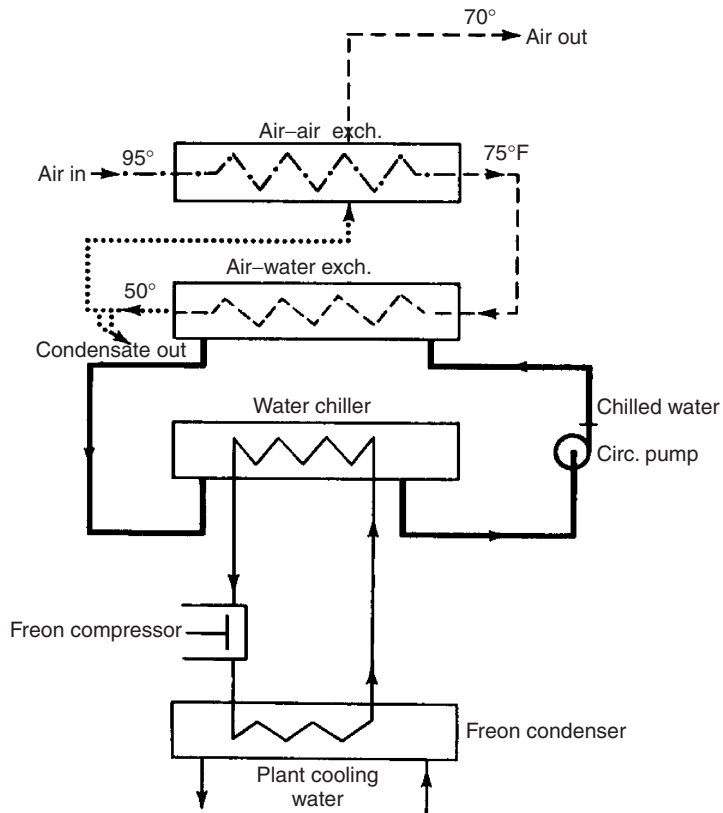 70°
Air out
Air–air exch.
Air in
95°
75°F
Air–water exch.
50°
Condensate out
Water chiller
Chilled water
Circ. pump
Freon compressor
Freon condenser
Plant cooling
water